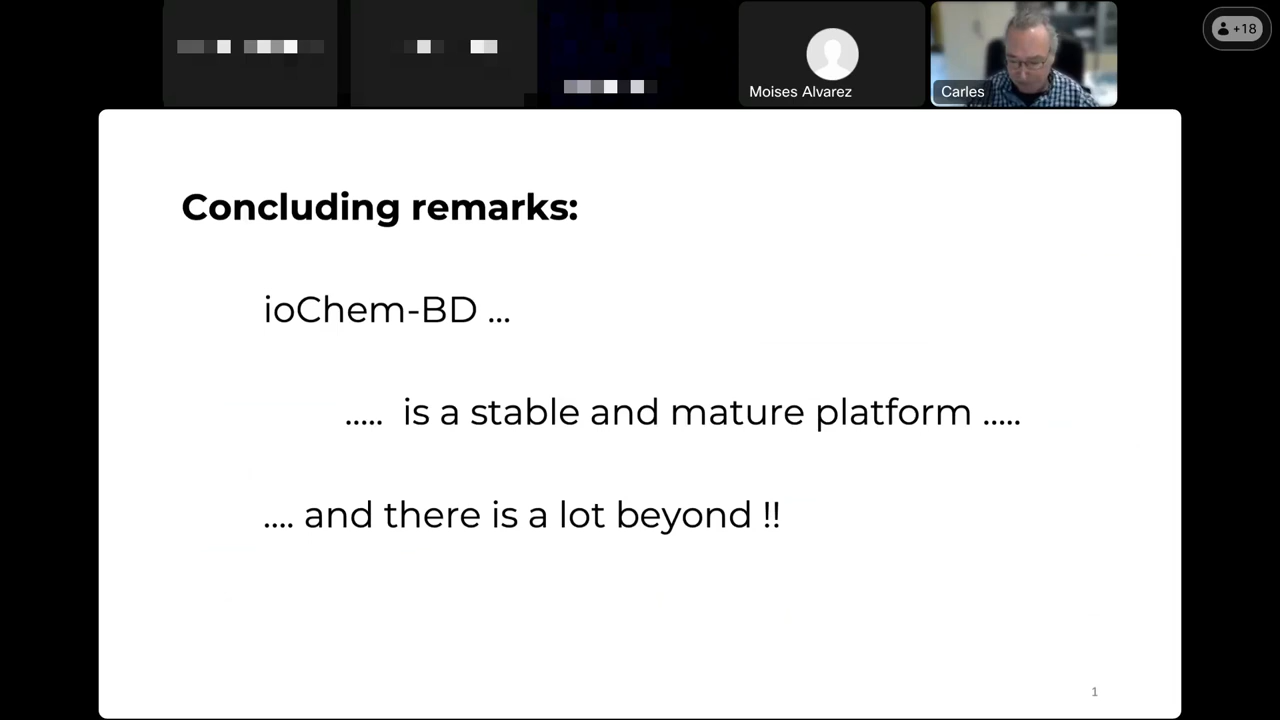 Moises Alvarez
Carles
+18
Concluding remarks:
ioChem-BD ...
..... is a stable and mature platform .....
.... and there is a lot beyond !!
1